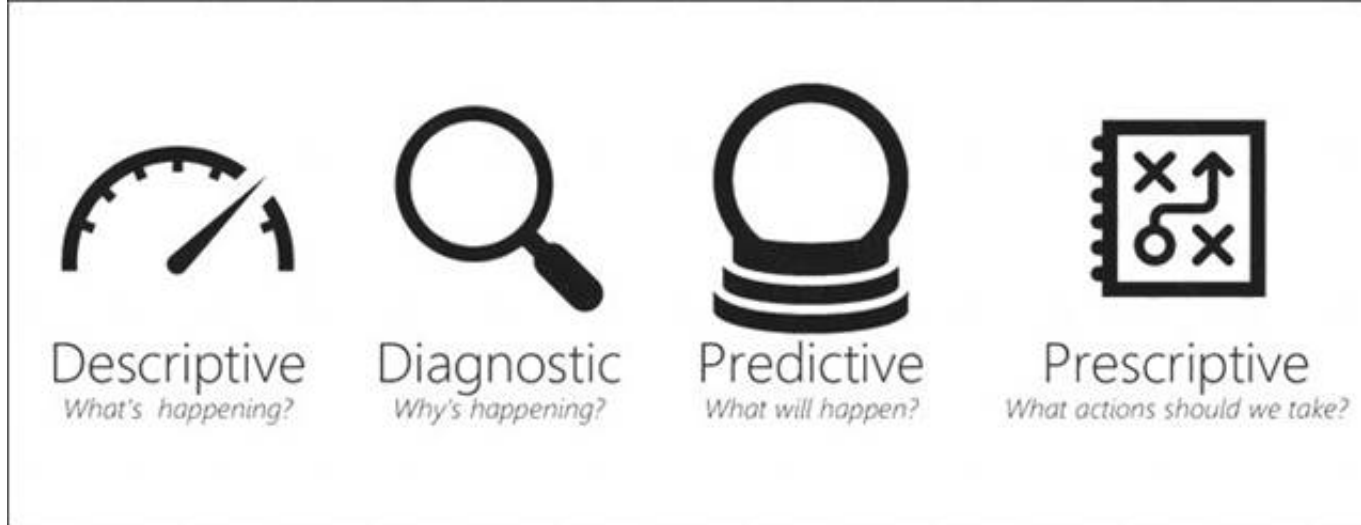 Descriptive
What's happening?
Diagnostic
Why's happening?
Predictive
What will happen?
Prescriptive
What actions should we take?